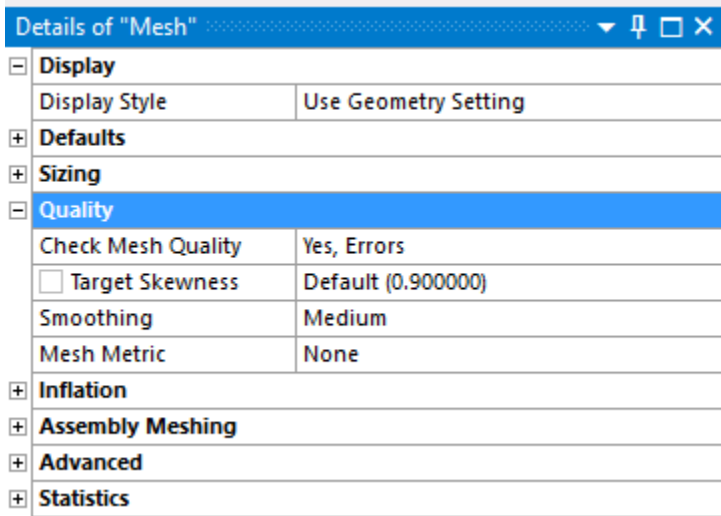 Details of "Mesh"
Display
Display Style Use Geometry Setting
Defaults
Sizing
Quality
Check Mesh Quality Yes, Errors
Target Skewness Default (0.900000)
Smoothing Medium
Mesh Metric None
Inflation
Assembly Meshing
Advanced
Statistics